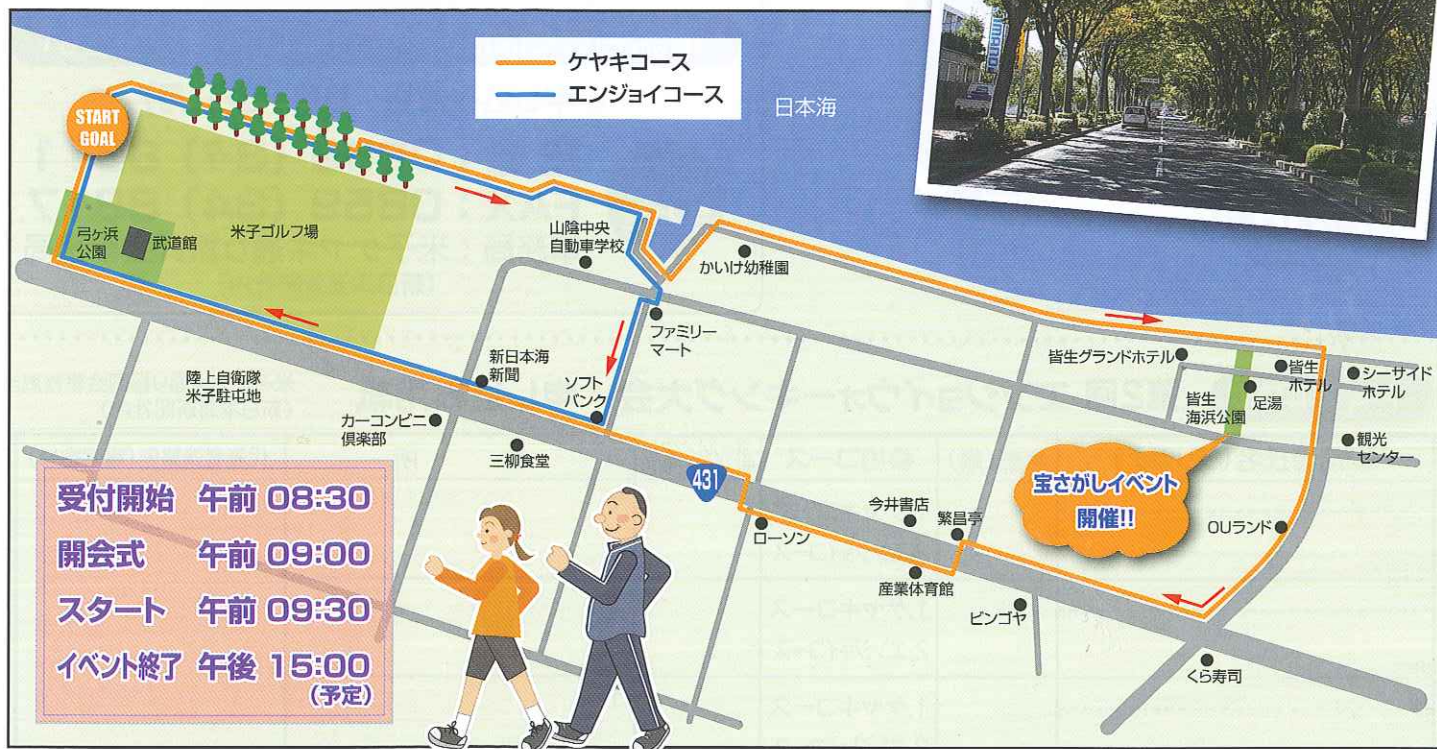 ケヤキコース
エンジョイコース
日本海
START
GOAL
弓ヶ浜
公園
武道館
米子ゴルフ場
山陰中央
自動車学校
かいけ幼稚園
ファミリー
マート
新日本海
新聞
ソフト
バンク
陸上自衛隊
米子駐屯地
カーコンビニ
倶楽部
三柳食堂
431
ローソン
今井書店
繁昌亭
産業体育館
ビンゴヤ
皆生グランドホテル
皆生
ホテル
シーサイド
ホテル
足湯
皆生
海浜公園
観光
センター
宝さがしイベント
開催!!
OUランド
くら寿司
受付開始 午前 08:30
開会式 午前 09:00
スタート 午前 09:30
イベント終了 午後 15:00
(予定)